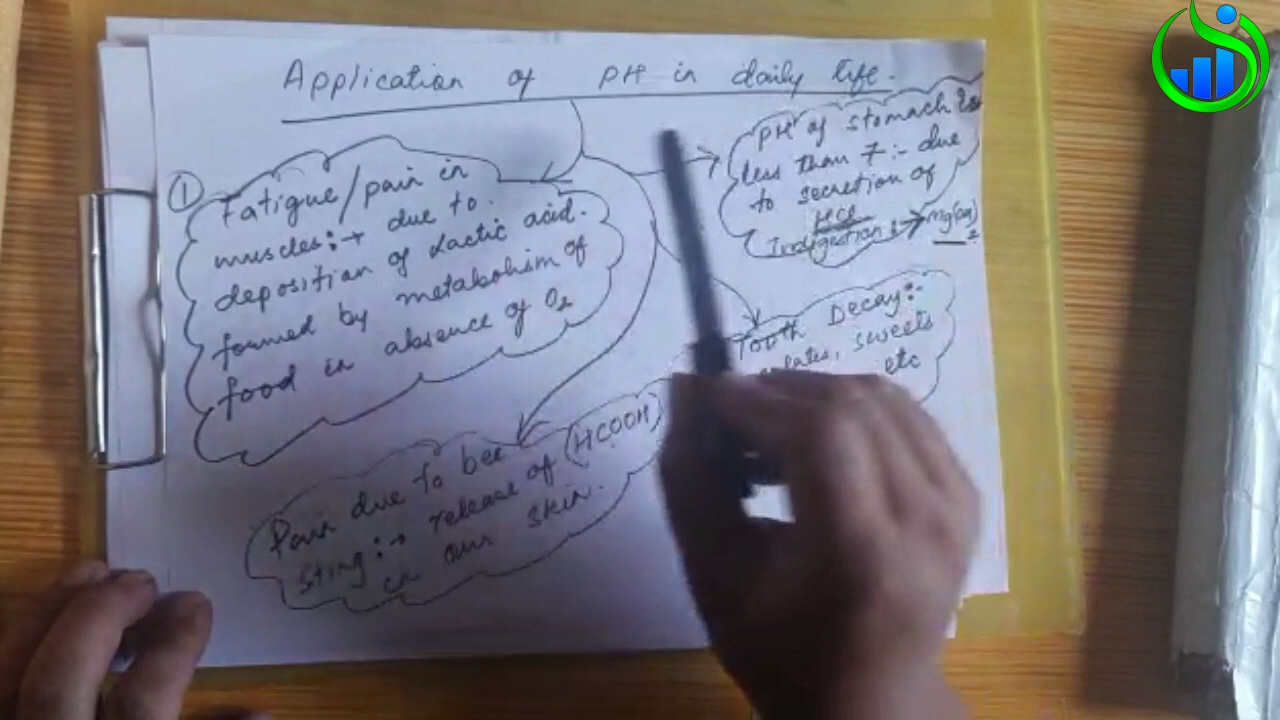 Application of PH in daily life.
① Fatigue/pain in
muscles:→ due to
deposition of Lactic acid.
formed by metabolism of
food in absence of O2
PH of stomach is
less than 7:- due
to secretion of
HCl
Indigestion:→ Mg(OH)2
Tooth Decay:-
sweets
etc
Pain due to bee
sting:→ release of (HCOOH)
in our skin.